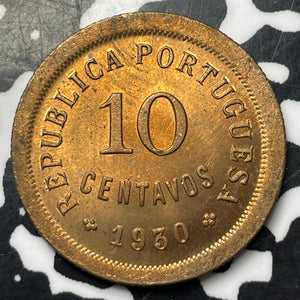 REPUBLICA PORTUGUESA
10
CENTAVOS
1930